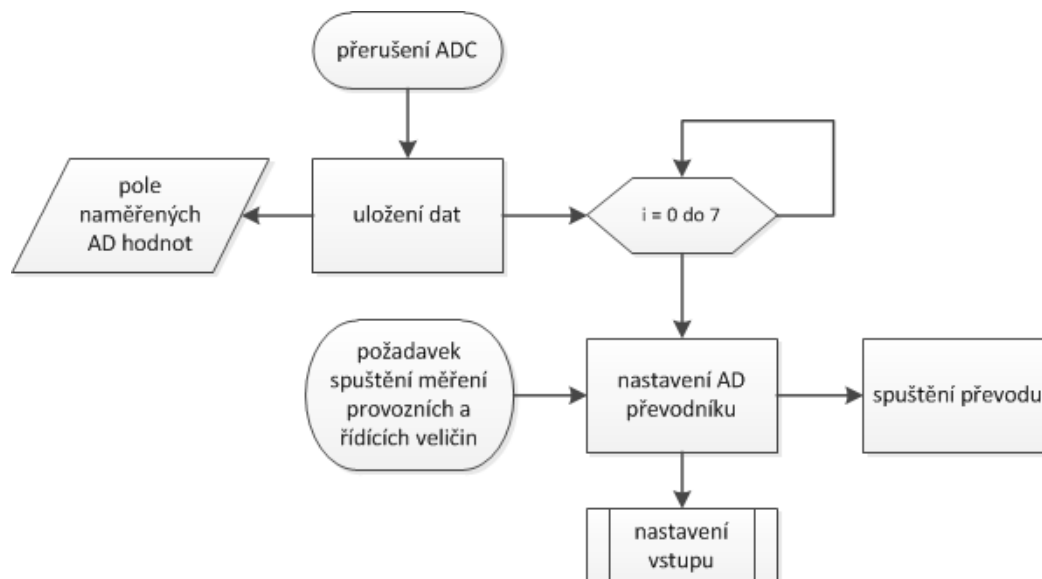 přerušení ADC
pole
naměřených
AD hodnot
uložení dat
i = 0 do 7
požadavek
spuštění měření
provozních a
řídících veličin
nastavení AD
převodníku
spuštění převodu
nastavení
vstupu